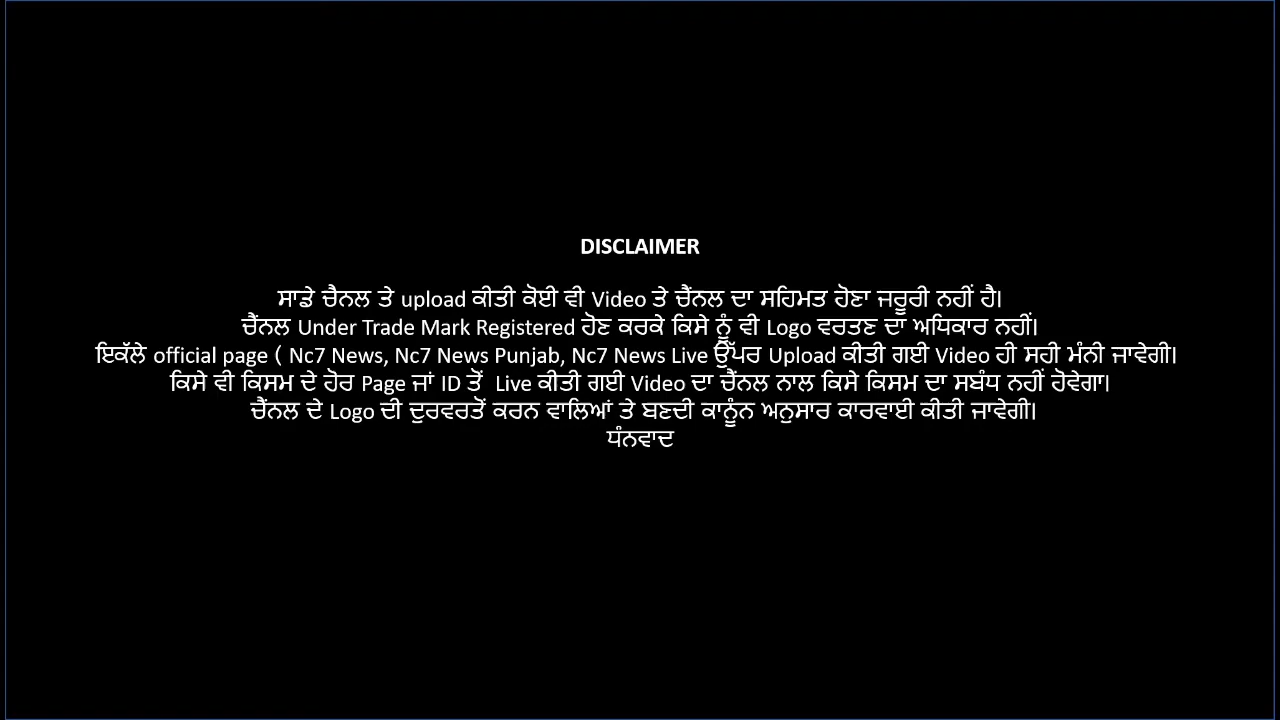 DISCLAIMER
ਸਾਡੇ ਚੈਨਲ ਤੇ upload ਕੀਤੀ ਕੋਈ ਵੀ Video ਤੇ ਚੈਂਨਲ ਦਾ ਸਹਿਮਤ ਹੋਣਾ ਜਰੂਰੀ ਨਹੀਂ ਹੈ।
ਚੈਂਨਲ Under Trade Mark Registered ਹੋਣ ਕਰਕੇ ਕਿਸੇ ਨੂੰ ਵੀ Logo ਵਰਤਣ ਦਾ ਅਧਿਕਾਰ ਨਹੀਂ।
ਇਕੱਲੇ official page ( Nc7 News, Nc7 News Punjab, Nc7 News Live ਉੱਪਰ Upload ਕੀਤੀ ਗਈ Video ਹੀ ਸਹੀ ਮੰਨੀ ਜਾਵੇਗੀ।
ਕਿਸੇ ਵੀ ਕਿਸਮ ਦੇ ਹੋਰ Page ਜਾਂ ID ਤੋਂ Live ਕੀਤੀ ਗਈ Video ਦਾ ਚੈਂਨਲ ਨਾਲ ਕਿਸੇ ਕਿਸਮ ਦਾ ਸਬੰਧ ਨਹੀਂ ਹੋਵੇਗਾ।
ਚੈਂਨਲ ਦੇ Logo ਦੀ ਦੁਰਵਰਤੋਂ ਕਰਨ ਵਾਲਿਆਂ ਤੇ ਬਣਦੀ ਕਾਨੂੰਨ ਅਨੁਸਾਰ ਕਾਰਵਾਈ ਕੀਤੀ ਜਾਵੇਗੀ।
ਧੰਨਵਾਦ